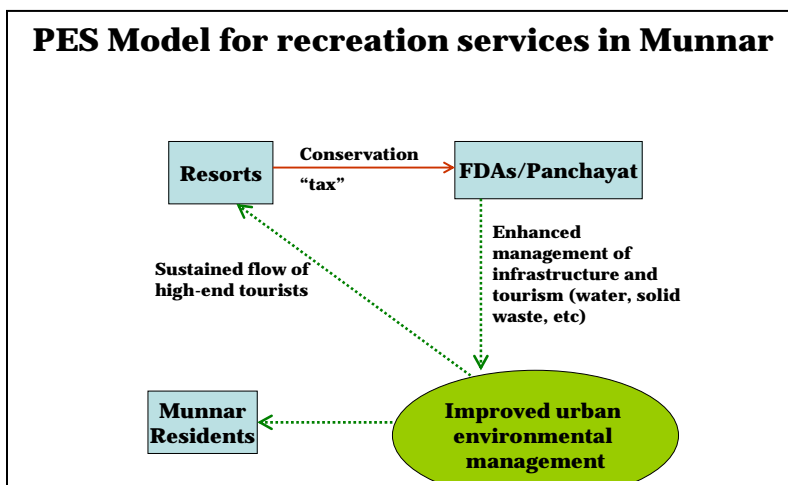 PES Model for recreation services in Munnar
Conservation
“tax”
Resorts
FDAs/Panchayat
Enhanced
management of
infrastructure and
tourism (water, solid
waste, etc)
Sustained flow of
high-end tourists
Munnar
Residents
Improved urban
environmental
management